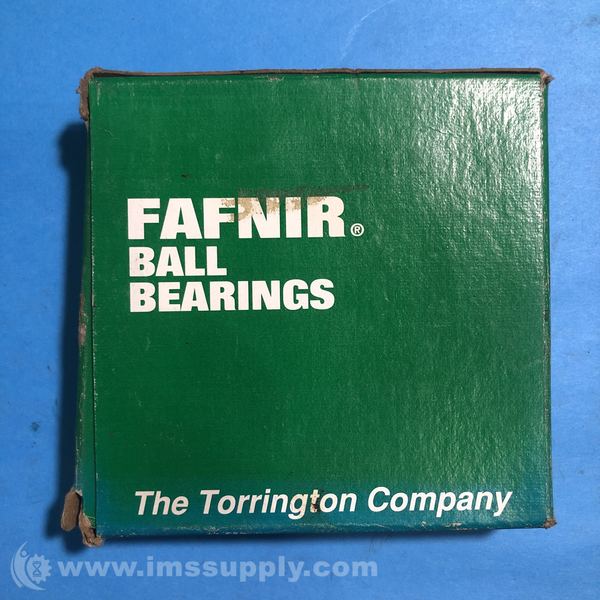 FAFNIR®
BALL
BEARINGS
The Torrington Company
www.imssupply.com